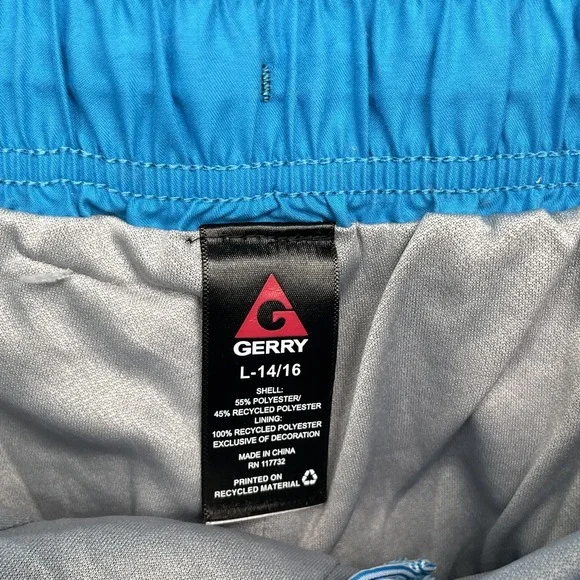 G
GERRY
L-14/16
SHELL:
55% POLYESTER/
45% RECYCLED POLYESTER
LINING:
100% RECYCLED POLYESTER
EXCLUSIVE OF DECORATION
MADE IN CHINA
RN 117732
PRINTED ON
RECYCLED MATERIAL